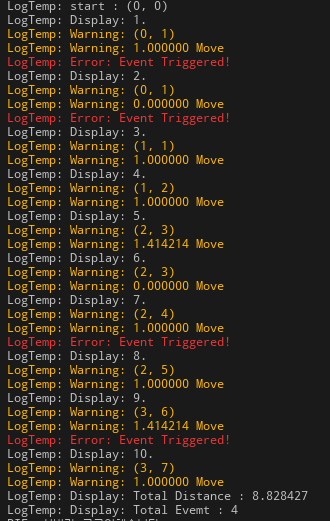 LogTemp: start : (0, 0)
LogTemp: Display: 1.
LogTemp: Warning: (0, 1)
LogTemp: Warning: 1.000000 Move
LogTemp: Error: Event Triggered!
LogTemp: Display: 2.
LogTemp: Warning: (0, 1)
LogTemp: Warning: 0.000000 Move
LogTemp: Error: Event Triggered!
LogTemp: Display: 3.
LogTemp: Warning: (1, 1)
LogTemp: Warning: 1.000000 Move
LogTemp: Display: 4.
LogTemp: Warning: (1, 2)
LogTemp: Warning: 1.000000 Move
LogTemp: Display: 5.
LogTemp: Warning: (2, 3)
LogTemp: Warning: 1.414214 Move
LogTemp: Display: 6.
LogTemp: Warning: (2, 3)
LogTemp: Warning: 0.000000 Move
LogTemp: Display: 7.
LogTemp: Warning: (2, 4)
LogTemp: Warning: 1.000000 Move
LogTemp: Error: Event Triggered!
LogTemp: Display: 8.
LogTemp: Warning: (2, 5)
LogTemp: Warning: 1.000000 Move
LogTemp: Display: 9.
LogTemp: Warning: (3, 6)
LogTemp: Warning: 1.414214 Move
LogTemp: Error: Event Triggered!
LogTemp: Display: 10.
LogTemp: Warning: (3, 7)
LogTemp: Warning: 1.000000 Move
LogTemp: Display: Total Distance : 8.828427
LogTemp: Display: Total Evemt : 4